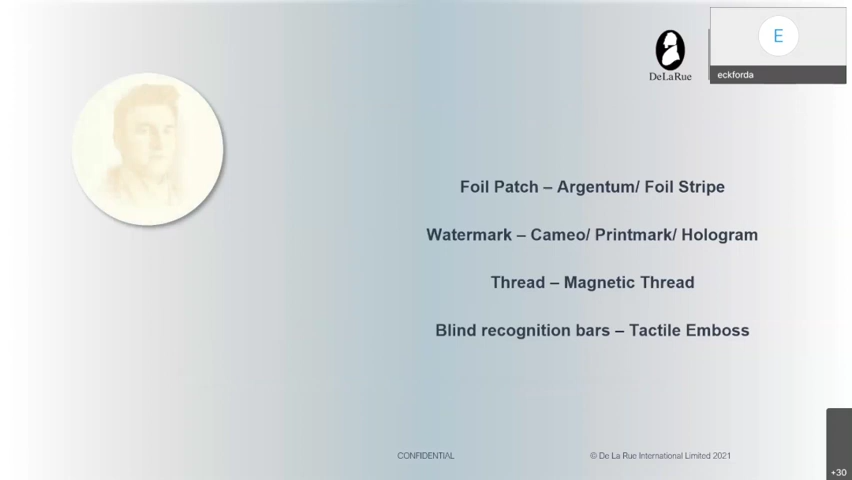 DeLaRue
E
eckforda
Foil Patch – Argentum/ Foil Stripe
Watermark – Cameo/ Printmark/ Hologram
Thread – Magnetic Thread
Blind recognition bars – Tactile Emboss
CONFIDENTIAL
© De La Rue International Limited 2021
+30